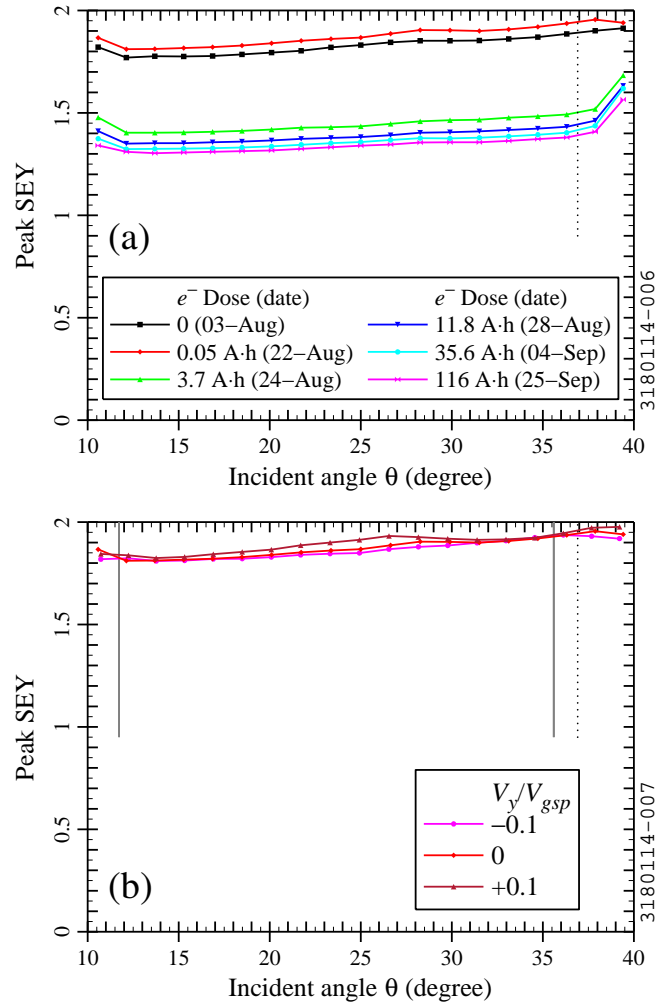 2
1.5
1
0.5
0
Peak SEY
(a)
e− Dose (date)
0 (03−Aug)
0.05 A·h (22−Aug)
3.7 A·h (24−Aug)
e− Dose (date)
11.8 A·h (28−Aug)
35.6 A·h (04−Sep)
116 A·h (25−Sep)
3180114-006
10 15 20 25 30 35 40
Incident angle θ (degree)
2
1.5
1
0.5
0
Peak SEY
(b)
Vy/Vgsp
−0.1
0
+0.1
3180114-007
10 15 20 25 30 35 40
Incident angle θ (degree)